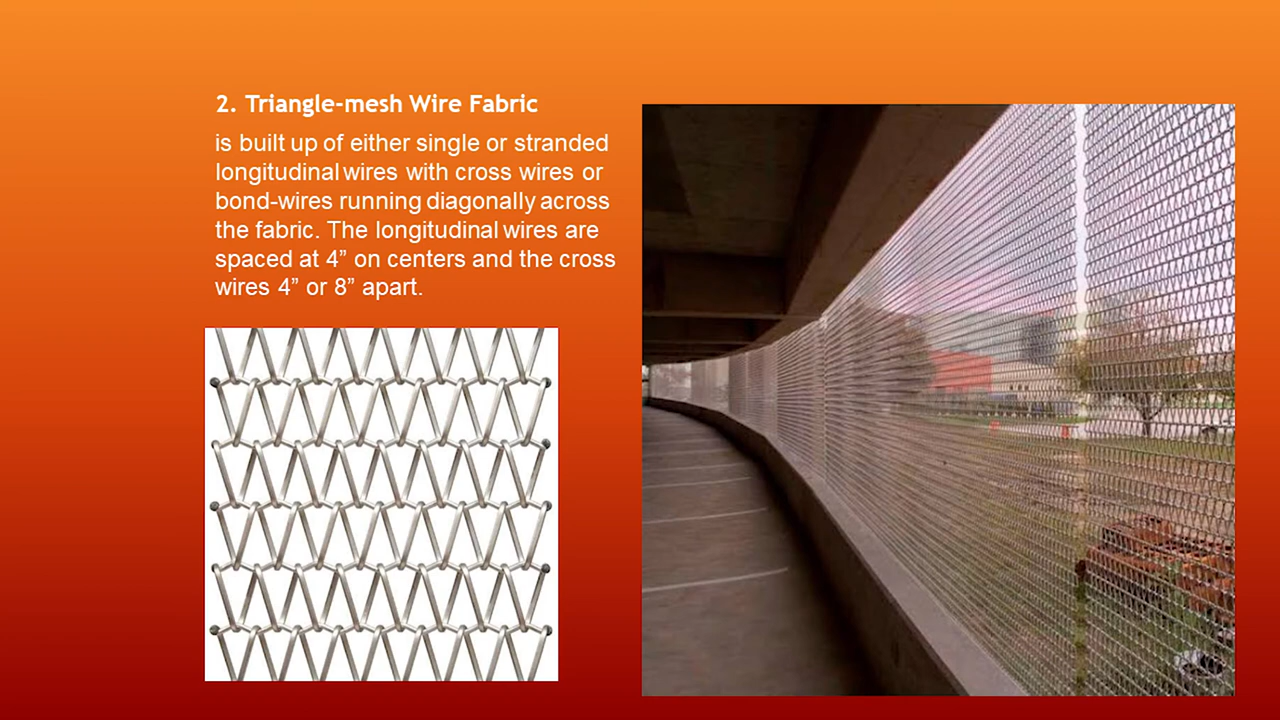 2. Triangle-mesh Wire Fabric
is built up of either single or stranded
longitudinal wires with cross wires or
bond-wires running diagonally across
the fabric. The longitudinal wires are
spaced at 4” on centers and the cross
wires 4” or 8” apart.